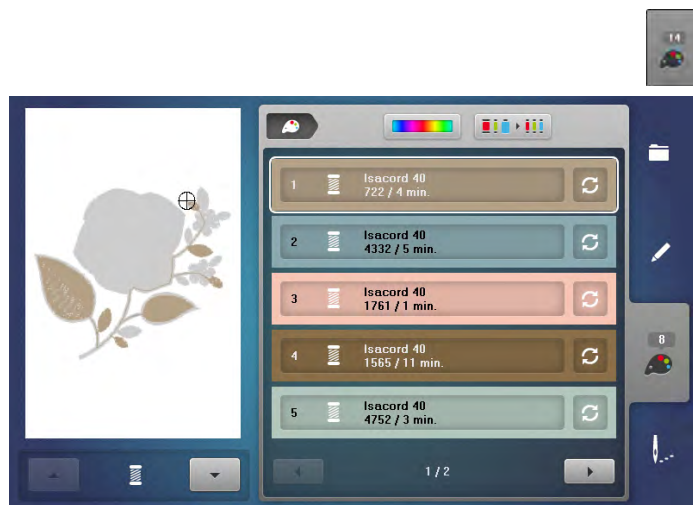 14
1
Isacord 40
722 / 4 min.
2
Isacord 40
4332 / 5 min.
3
Isacord 40
1761 / 1 min.
8
4
Isacord 40
1565 / 11 min.
5
Isacord 40
4752 / 3 min.
1 / 2